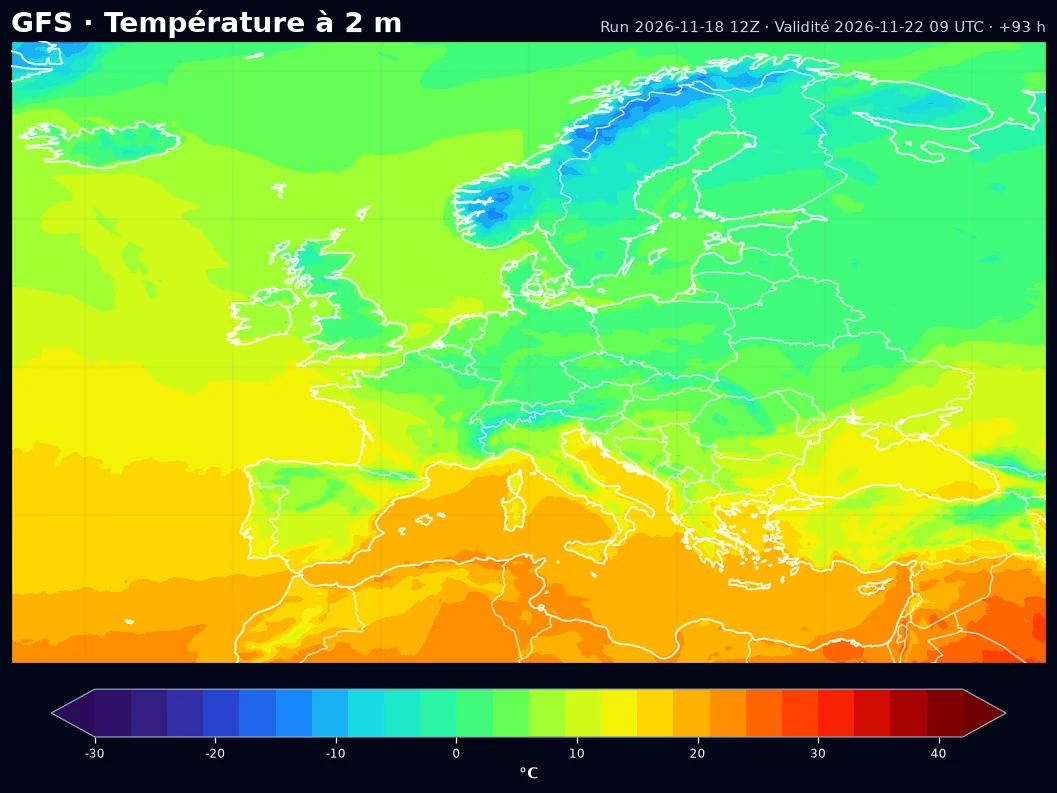 GFS · Température à 2 m
Run 2026-11-18 12Z · Validité 2026-11-22 09 UTC · +93 h
-30 -20 -10 0 10 20 30 40
°C